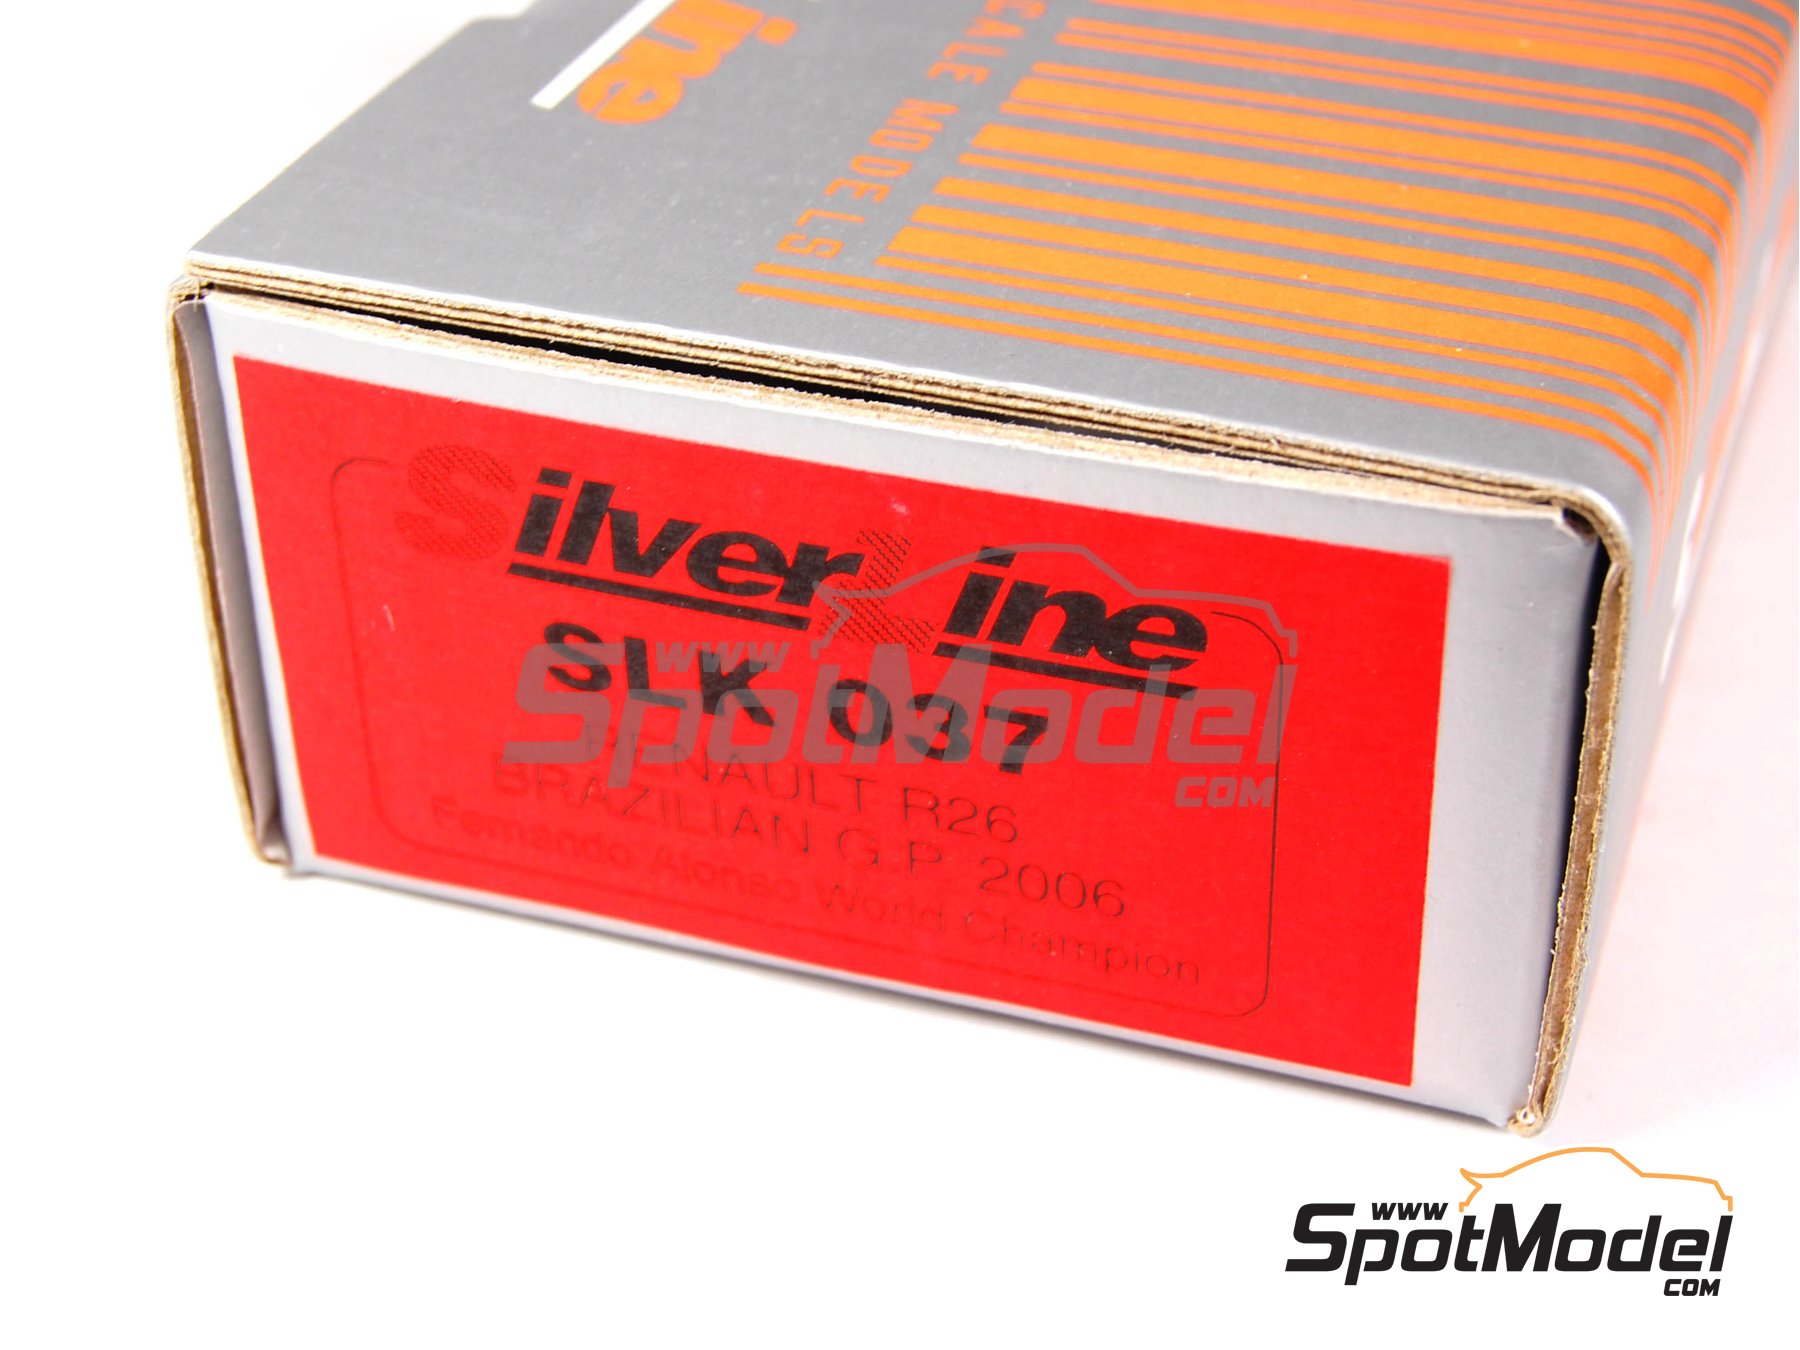 ine
SCALE MODELS
SilverLine
SLK 037
RENAULT R26
BRAZILIAN G.P. 2006
Fernando Alonso World Champion
www
SpotModel
.COM
www
SpotModel
.COM